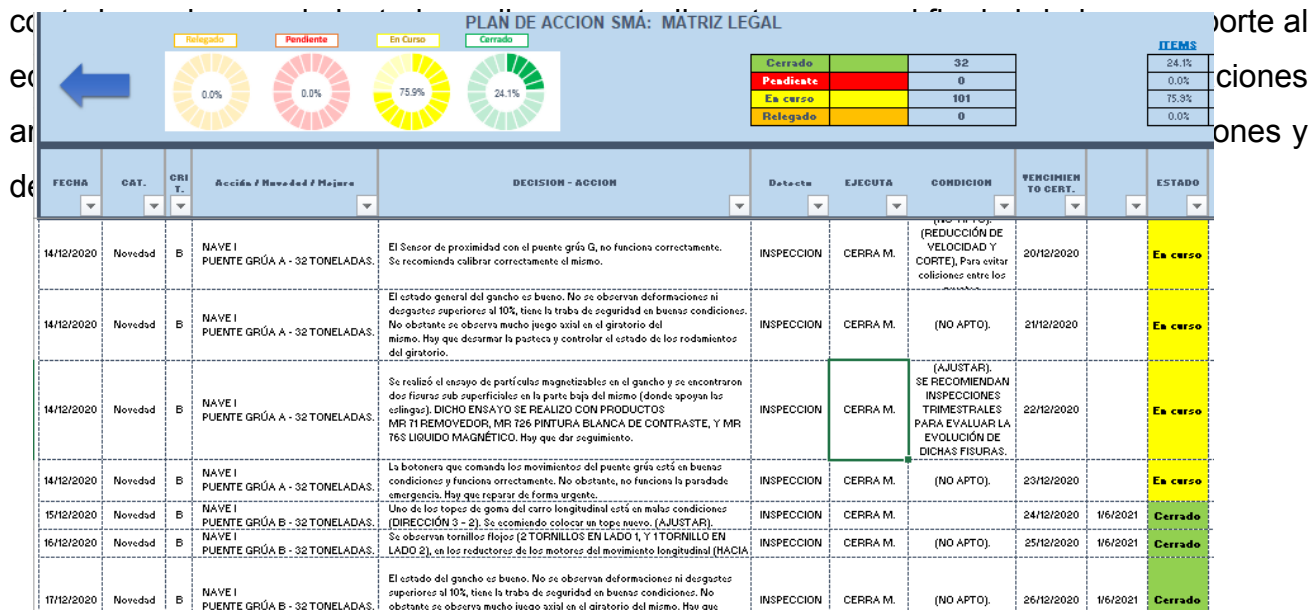 PLAN DE ACCION SMA: MATRIZ LEGAL
porte al
ciones
ones y
Relegado
Pendiente
En Curso
Cerrado
0.0%
0.0%
75.9%
24.1%
Cerrado 32
Pendiente 0
En curso 101
Relegado 0
ITEMS
24.1%
0.0%
75.9%
0.0%
FECHA CAT. CRI T. Acción / Novedad / Mejora DECISION - ACCION Detecta EJECUTA CONDICION VENCIMIEN TO CERT. ESTADO
14/12/2020 Novedad B
NAVE I
PUENTE GRÚA A - 32 TONELADAS.
El Sensor de proximidad con el puente grúa G, no funciona correctamente.
Se recomienda calibrar correctamente el mismo.
INSPECCION CERRA M.
(NO APTO).
(REDUCCIÓN DE
VELOCIDAD Y
CORTE), Para evitar
colisiones entre los
20/12/2020 En curso
14/12/2020 Novedad B
NAVE I
PUENTE GRÚA A - 32 TONELADAS.
El estado general del gancho es bueno. No se observan deformaciones ni
desgastes superiores al 10%, tiene la traba de seguridad en buenas condiciones.
No obstante se observa mucho juego axial en el giratorio del
mismo. Hay que desarmar la pasteca y controlar el estado de los rodamientos
del giratorio.
INSPECCION CERRA M. (NO APTO). 21/12/2020 En curso
14/12/2020 Novedad B
NAVE I
PUENTE GRÚA A - 32 TONELADAS.
Se realizó el ensayo de partículas magnetizables en el gancho y se encontraron
dos fisuras sub superficiales en la parte baja del mismo (donde apoyan las
eslingas). DICHO ENSAYO SE REALIZO CON PRODUCTOS
MR 71 REMOVEDOR, MR 726 PINTURA BLANCA DE CONTRASTE, Y MR
76S LIQUIDO MAGNÉTICO. Hay que dar seguimiento.
INSPECCION CERRA M.
(AJUSTAR).
SE RECOMIENDAN
INSPECCIONES
TRIMESTRALES
PARA EVALUAR LA
EVOLUCIÓN DE
DICHAS FISURAS.
22/12/2020 En curso
14/12/2020 Novedad B
NAVE I
PUENTE GRÚA A - 32 TONELADAS.
La botonera que comanda los movimientos del puente grúa está en buenas
condiciones y funciona orrectamente. No obstante, no funciona la paradade
emergencia. Hay que reparar de forma urgente.
INSPECCION CERRA M. (NO APTO). 23/12/2020 En curso
15/12/2020 Novedad B
NAVE I
PUENTE GRÚA B - 32 TONELADAS.
Uno de los topes de goma del carro longitudinal está en malas condiciones
(DIRECCIÓN 3 - 2). Se ecomiendo colocar un tope nuevo. (AJUSTAR).
INSPECCION CERRA M. 24/12/2020 1/6/2021 Cerrado
16/12/2020 Novedad B
NAVE I
PUENTE GRÚA B - 32 TONELADAS.
Se observan tornillos flojos (2 TORNILLOS EN LADO 1, Y 1 TORNILLO EN
LADO 2), en los reductores de los motores del movimiento longitudinal (HACIA
INSPECCION CERRA M. (NO APTO). 25/12/2020 1/6/2021 Cerrado
17/12/2020 Novedad B
NAVE I
PUENTE GRÚA B - 32 TONELADAS.
El estado del gancho es bueno. No se observan deformaciones ni desgastes
superiores al 10%, tiene la traba de seguridad en buenas condiciones. No
obstante se observa mucho juego axial en el giratorio del mismo. Hay que
INSPECCION CERRA M. (NO APTO). 26/12/2020 1/6/2021 Cerrado